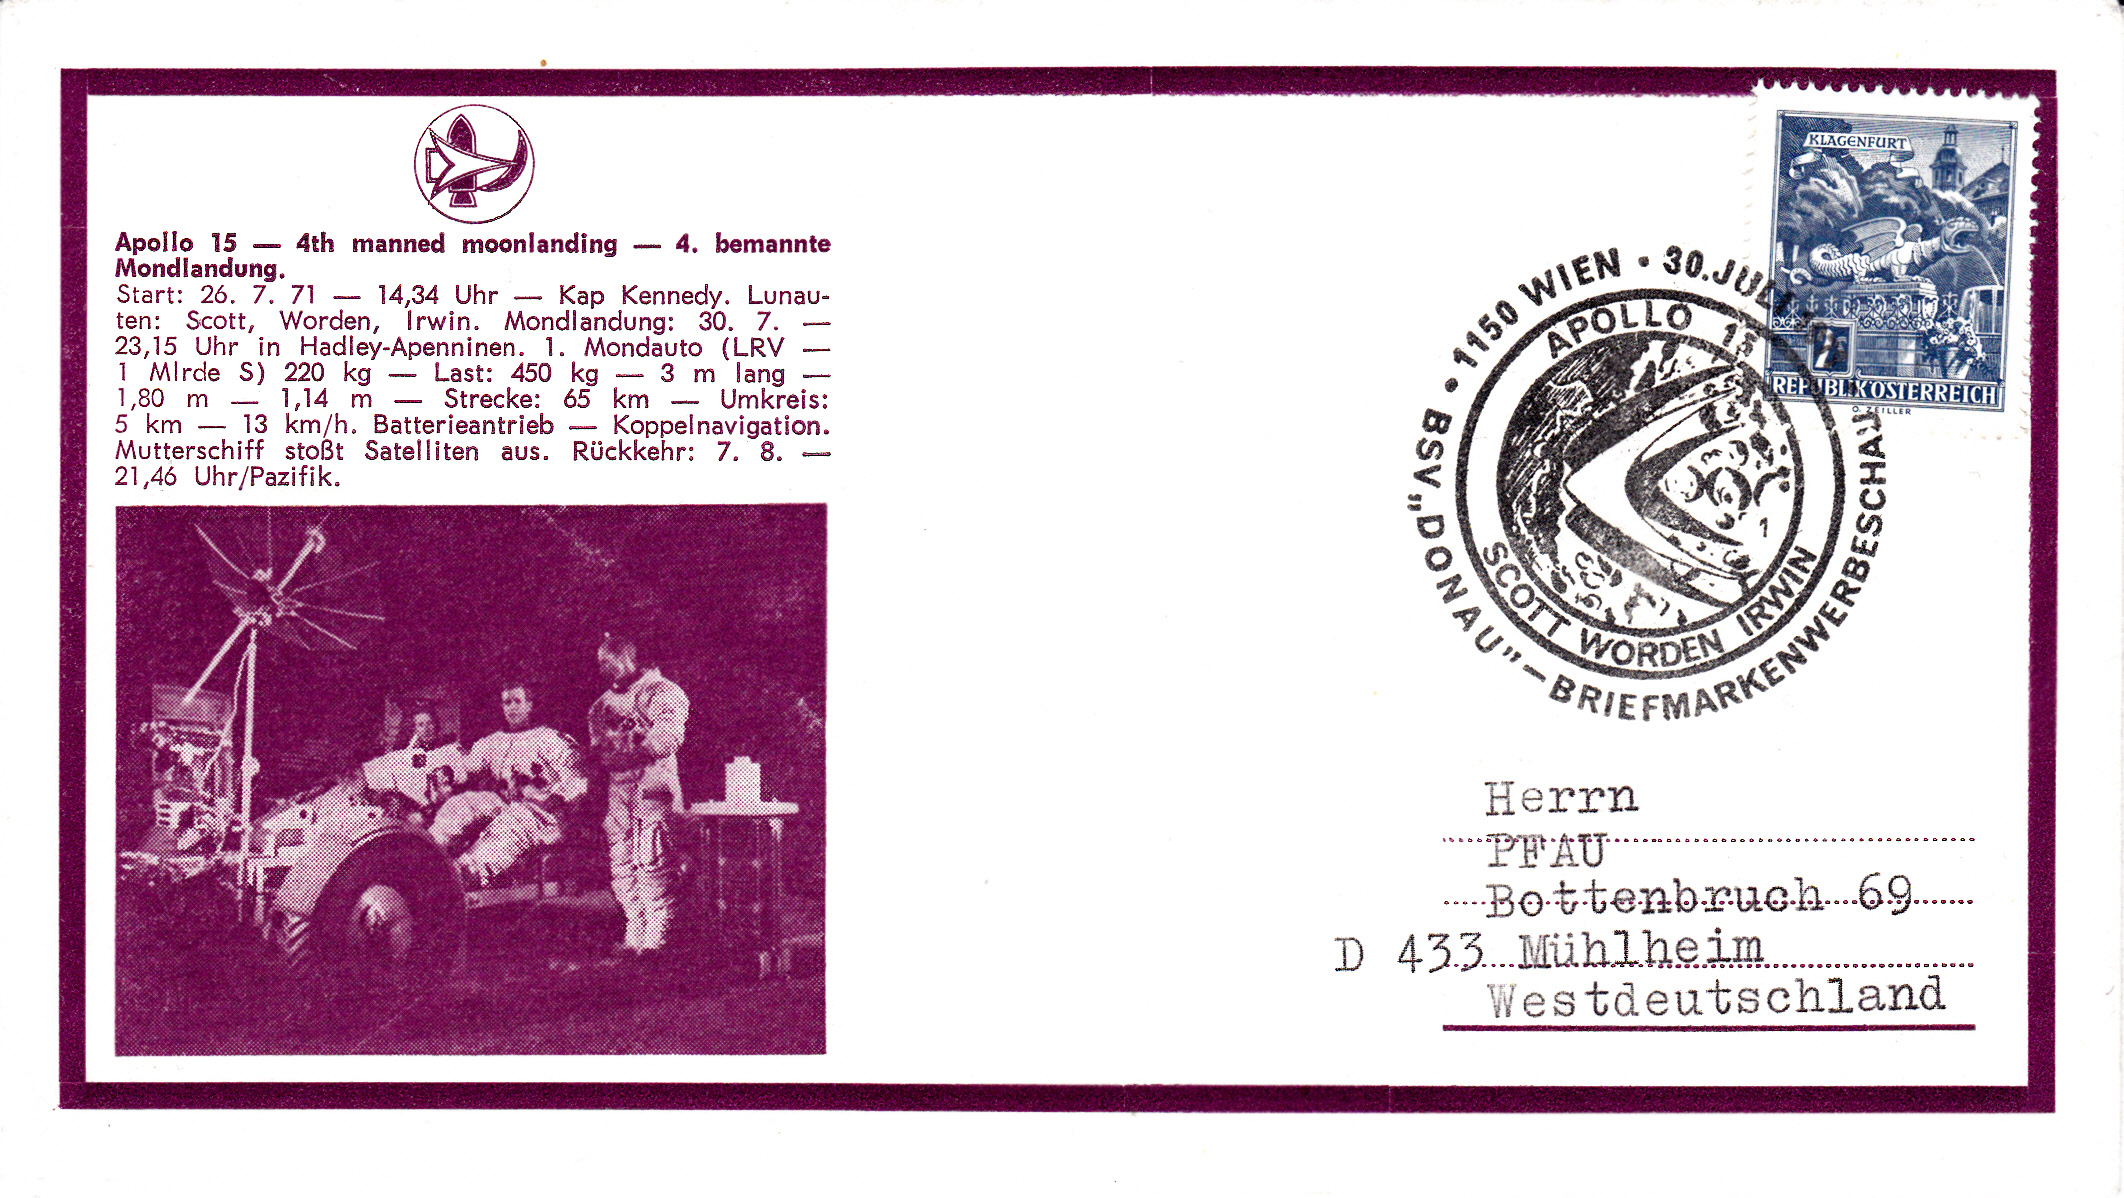 Apollo 15 — 4th manned moonlanding — 4. bemannte
Mondlandung.
Start: 26. 7. 71 — 14,34 Uhr — Kap Kennedy. Lunau-
ten: Scott, Worden, Irwin. Mondlandung: 30. 7. —
23,15 Uhr in Hadley-Apenninen. 1. Mondauto (LRV —
1 Mlrde S) 220 kg — Last: 450 kg — 3 m lang —
1,80 m — 1,14 m — Strecke: 65 km — Umkreis:
5 km — 13 km/h. Batterieantrieb — Koppelnavigation.
Mutterschiff stoßt Satelliten aus. Rückkehr: 7. 8. —
21,46 Uhr/Pazifik.
KLAGENFURT
REPUBLIK ÖSTERREICH
O. ZEILLER
• 1150 WIEN • 30. JULI
BSV „DONAU” – BRIEFMARKENWERBESCHAU
APOLLO 15
SCOTT WORDEN IRWIN
1
Herrn
PFAU
Bottenbruch 69
D 433 Mühlheim
Westdeutschland